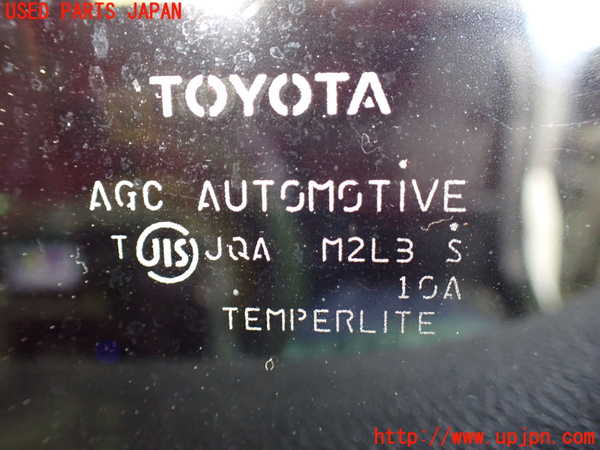 USED PARTS JAPAN
TOYOTA
AGC AUTOMOTIVE
T JIS JQA M2L3 S
10A
TEMPERLITE
http://www.upjpn.com